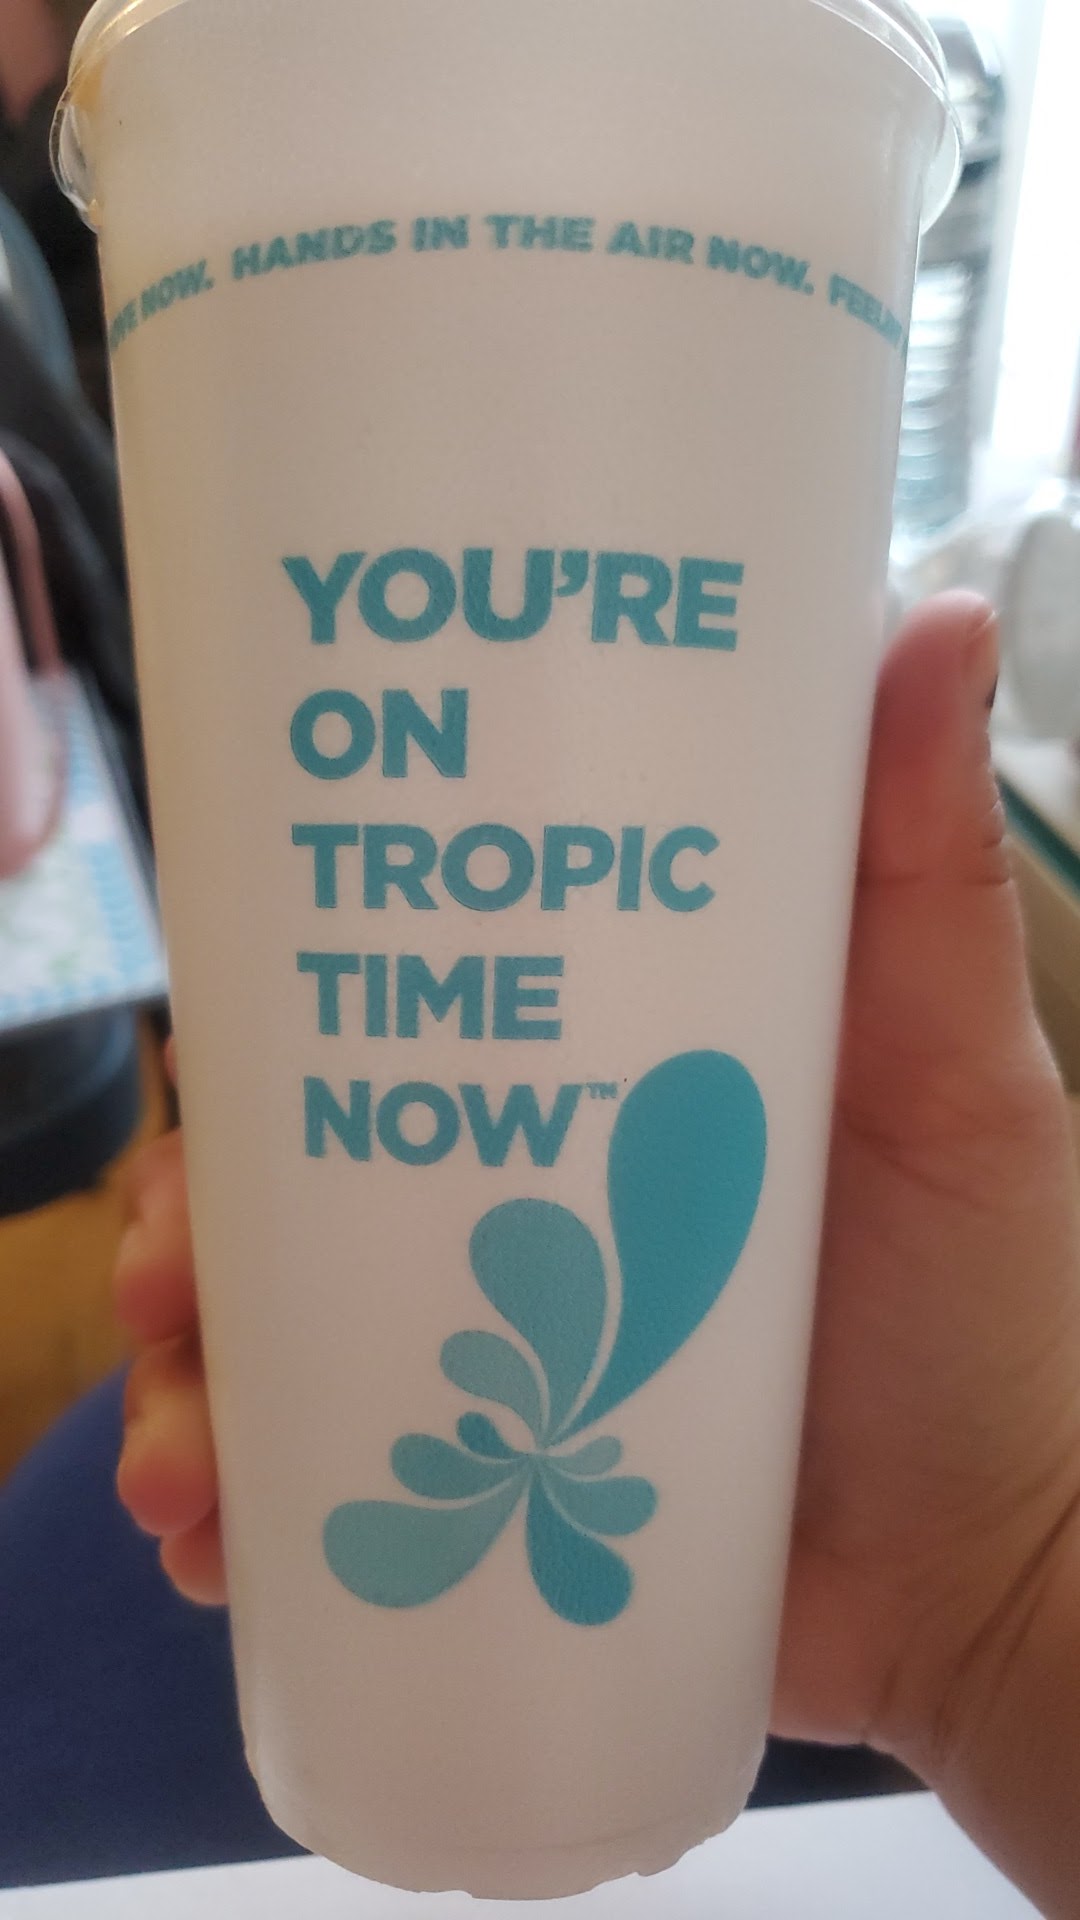 NOW. HANDS IN THE AIR NOW.
YOU'RE
ON
TROPIC
TIME
NOW™